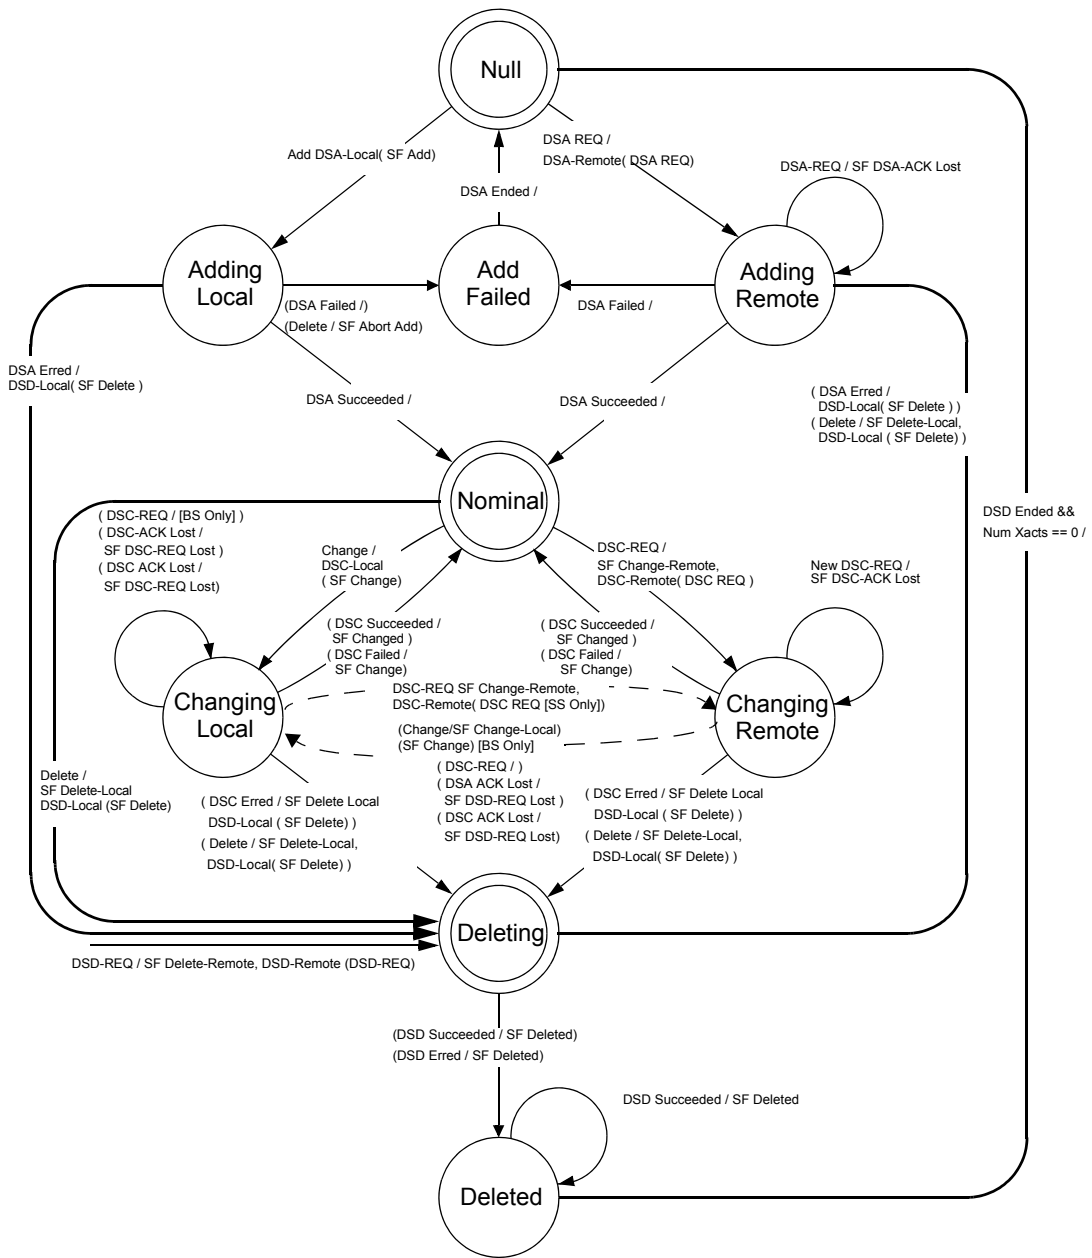 Null
Add DSA-Local( SF Add)
DSA REQ /
DSA-Remote( DSA REQ)
DSA-REQ / SF DSA-ACK Lost
DSA Ended /
Adding
Local
Add
Failed
Adding
Remote
(DSA Failed /)
(Delete / SF Abort Add)
DSA Failed /
DSA Erred /
DSD-Local( SF Delete )
DSA Succeeded /
DSA Succeeded /
( DSA Erred /
DSD-Local( SF Delete ) )
( Delete / SF Delete-Local,
DSD-Local ( SF Delete) )
Nominal
DSD Ended &&
Num Xacts == 0 /
( DSC-REQ / [BS Only] )
( DSC-ACK Lost /
SF DSC-REQ Lost )
( DSC ACK Lost /
SF DSC-REQ Lost)
Change /
DSC-Local
( SF Change)
DSC-REQ /
SF Change-Remote,
DSC-Remote( DSC REQ )
New DSC-REQ /
SF DSC-ACK Lost
( DSC Succeeded /
SF Changed )
( DSC Failed /
SF Change)
( DSC Succeeded /
SF Changed )
( DSC Failed /
SF Change)
Changing
Local
DSC-REQ SF Change-Remote,
DSC-Remote( DSC REQ [SS Only])
Changing
Remote
(Change/SF Change-Local)
(SF Change) [BS Only]
Delete /
SF Delete-Local
DSD-Local (SF Delete)
( DSC-REQ / )
( DSA ACK Lost /
SF DSD-REQ Lost )
( DSC ACK Lost /
SF DSD-REQ Lost)
( DSC Erred / SF Delete Local
DSD-Local ( SF Delete) )
( Delete / SF Delete-Local,
DSD-Local( SF Delete) )
( DSC Erred / SF Delete Local
DSD-Local ( SF Delete) )
( Delete / SF Delete-Local,
DSD-Local( SF Delete) )
Deleting
DSD-REQ / SF Delete-Remote, DSD-Remote (DSD-REQ)
(DSD Succeeded / SF Deleted)
(DSD Erred / SF Deleted)
DSD Succeeded / SF Deleted
Deleted